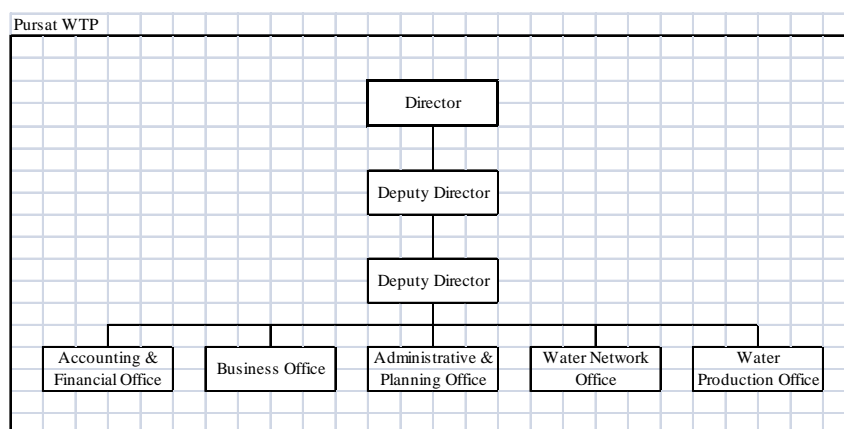 Pursat WTP
Director
Deputy Director
Deputy Director
Accounting &
Financial Office
Business Office
Administrative &
Planning Office
Water Network
Office
Water
Production Office